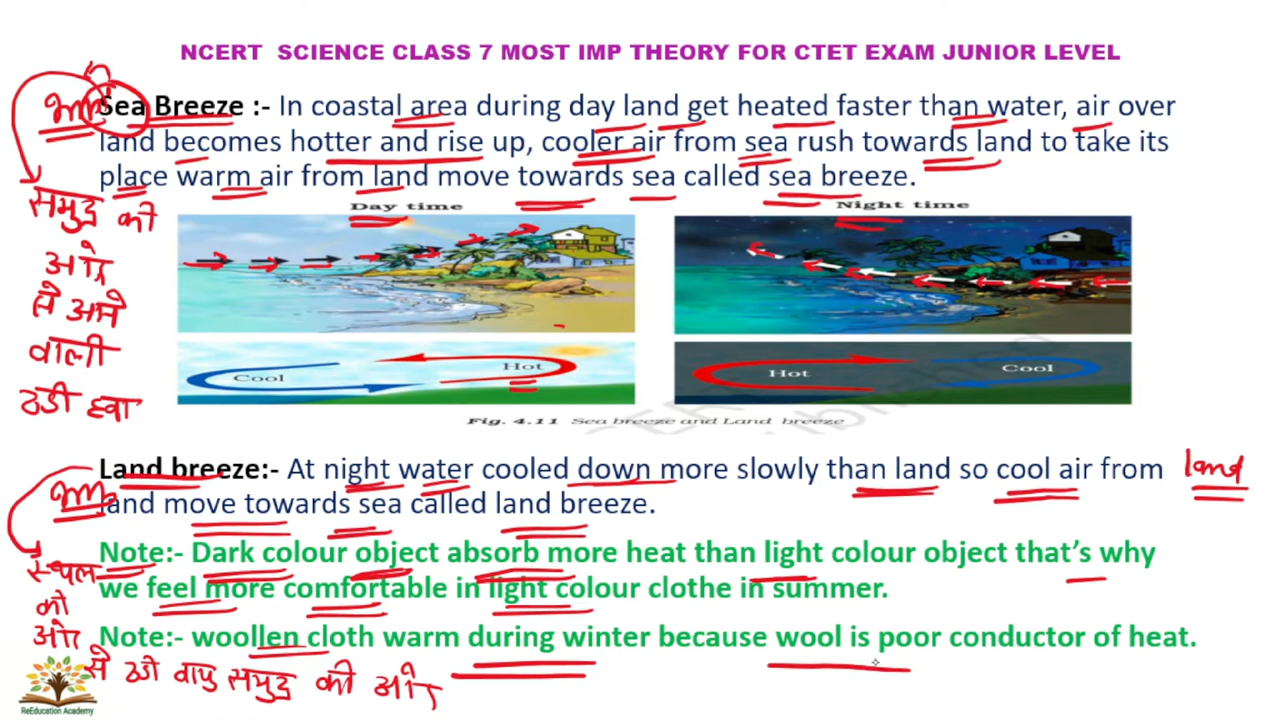 NCERT SCIENCE CLASS 7 MOST IMP THEORY FOR CTET EXAM JUNIOR LEVEL
Sea Breeze :- In coastal area during day land get heated faster than water, air over
land becomes hotter and rise up, cooler air from sea rush towards land to take its
place warm air from land move towards sea called sea breeze.
समुद्र की
ओर
से आने
वाली
ठंडी हवा
Day time
Night time
Cool
Hot
Hot
Cool
Fig. 4.11 Sea breeze and Land breeze
Land breeze:- At night water cooled down more slowly than land so cool air from land
land move towards sea called land breeze.
Note:- Dark colour object absorb more heat than light colour object that's why
we feel more comfortable in light colour clothe in summer.
Note:- woollen cloth warm during winter because wool is poor conductor of heat.
स्थल
की
ओर
से ठंडी वायु समुद्र की ओर
ReEducation Academy